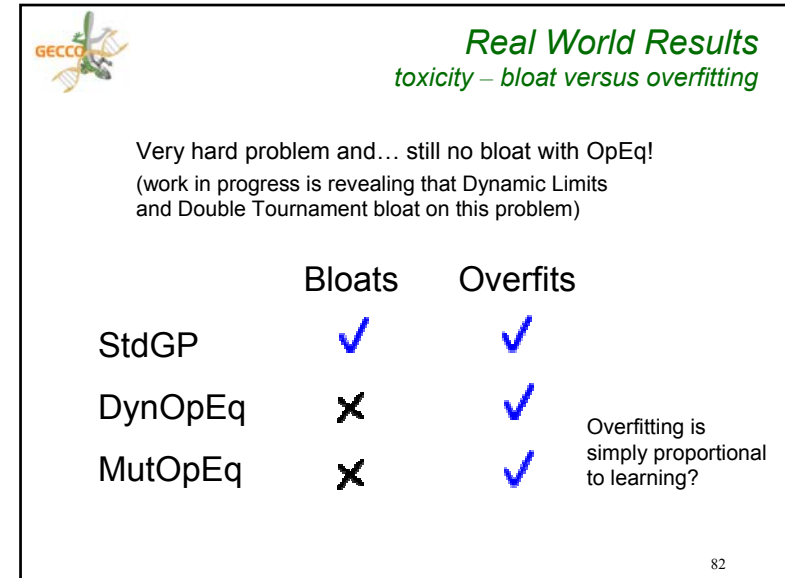 GECCO
Real World Results
toxicity – bloat versus overfitting
Very hard problem and… still no bloat with OpEq!
(work in progress is revealing that Dynamic Limits
and Double Tournament bloat on this problem)
Bloats Overfits
StdGP ✓ ✓
DynOpEq ✗ ✓
MutOpEq ✗ ✓
Overfitting is
simply proportional
to learning?
82